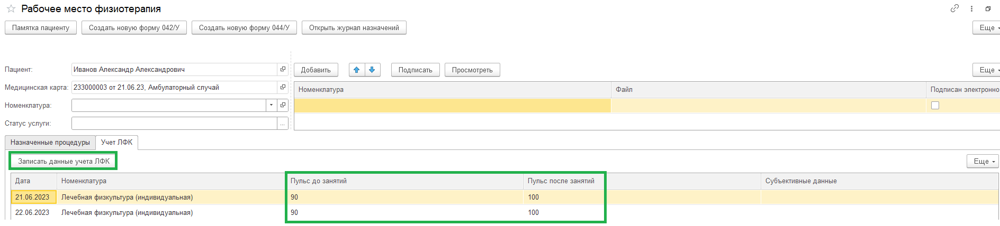 Рабочее место физиотерапия
Памятка пациенту Создать новую форму 042/У Создать новую форму 044/У Открыть журнал назначений Еще
Пациент: Иванов Александр Александрович
Медицинская карта: 233000003 от 21.06.23, Амбулаторный случай
Номенклатура:
Статус услуги: ...
Добавить Подписать Просмотреть Еще
Номенклатура Файл Подписан электронно
Назначенные процедуры Учет ЛФК
Записать данные учета ЛФК Еще
Дата Номенклатура Пульс до занятий Пульс после занятий Субъективные данные
21.06.2023 Лечебная физкультура (индивидуальная) 90 100
22.06.2023 Лечебная физкультура (индивидуальная) 90 100